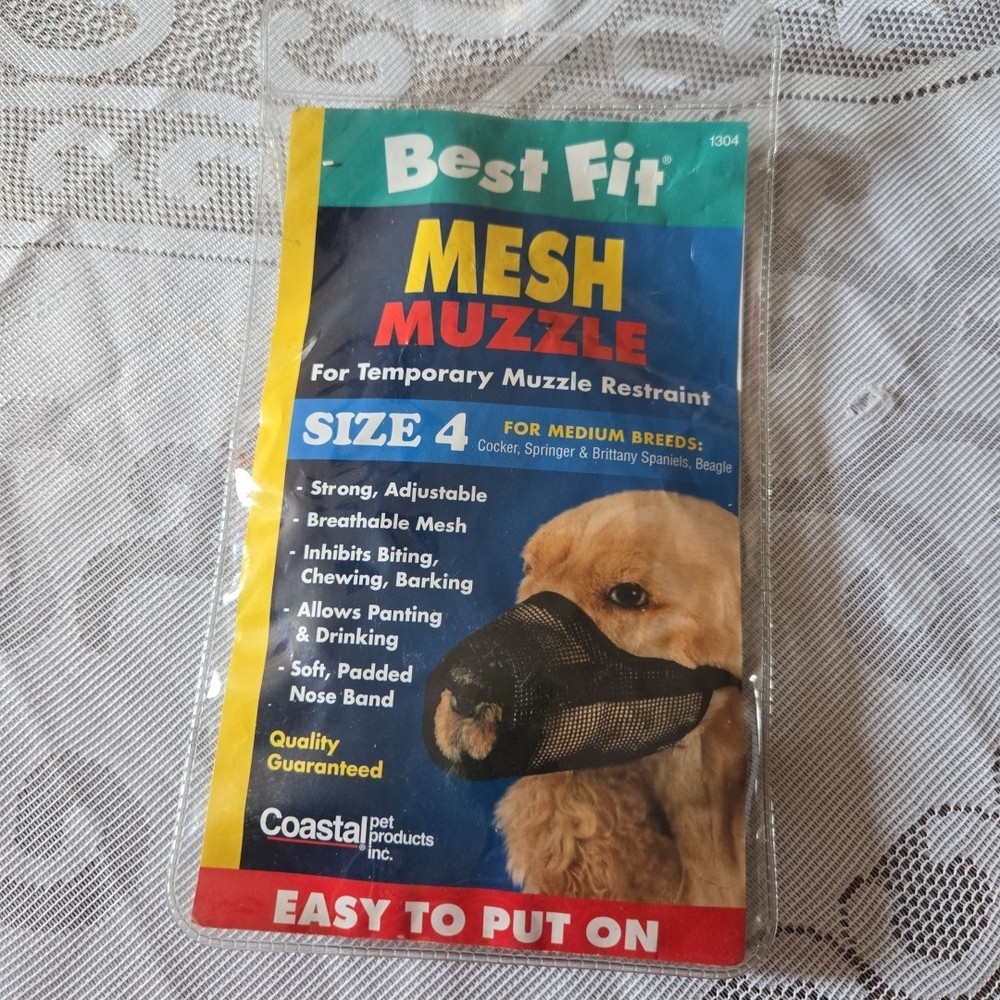 Best Fit®
1304
MESH
MUZZLE
For Temporary Muzzle Restraint
SIZE 4
FOR MEDIUM BREEDS:
Cocker, Springer & Brittany Spaniels, Beagle
- Strong, Adjustable
- Breathable Mesh
- Inhibits Biting,
Chewing, Barking
- Allows Panting
& Drinking
- Soft, Padded
Nose Band
Quality
Guaranteed
Coastal®
pet
products
inc.
EASY TO PUT ON